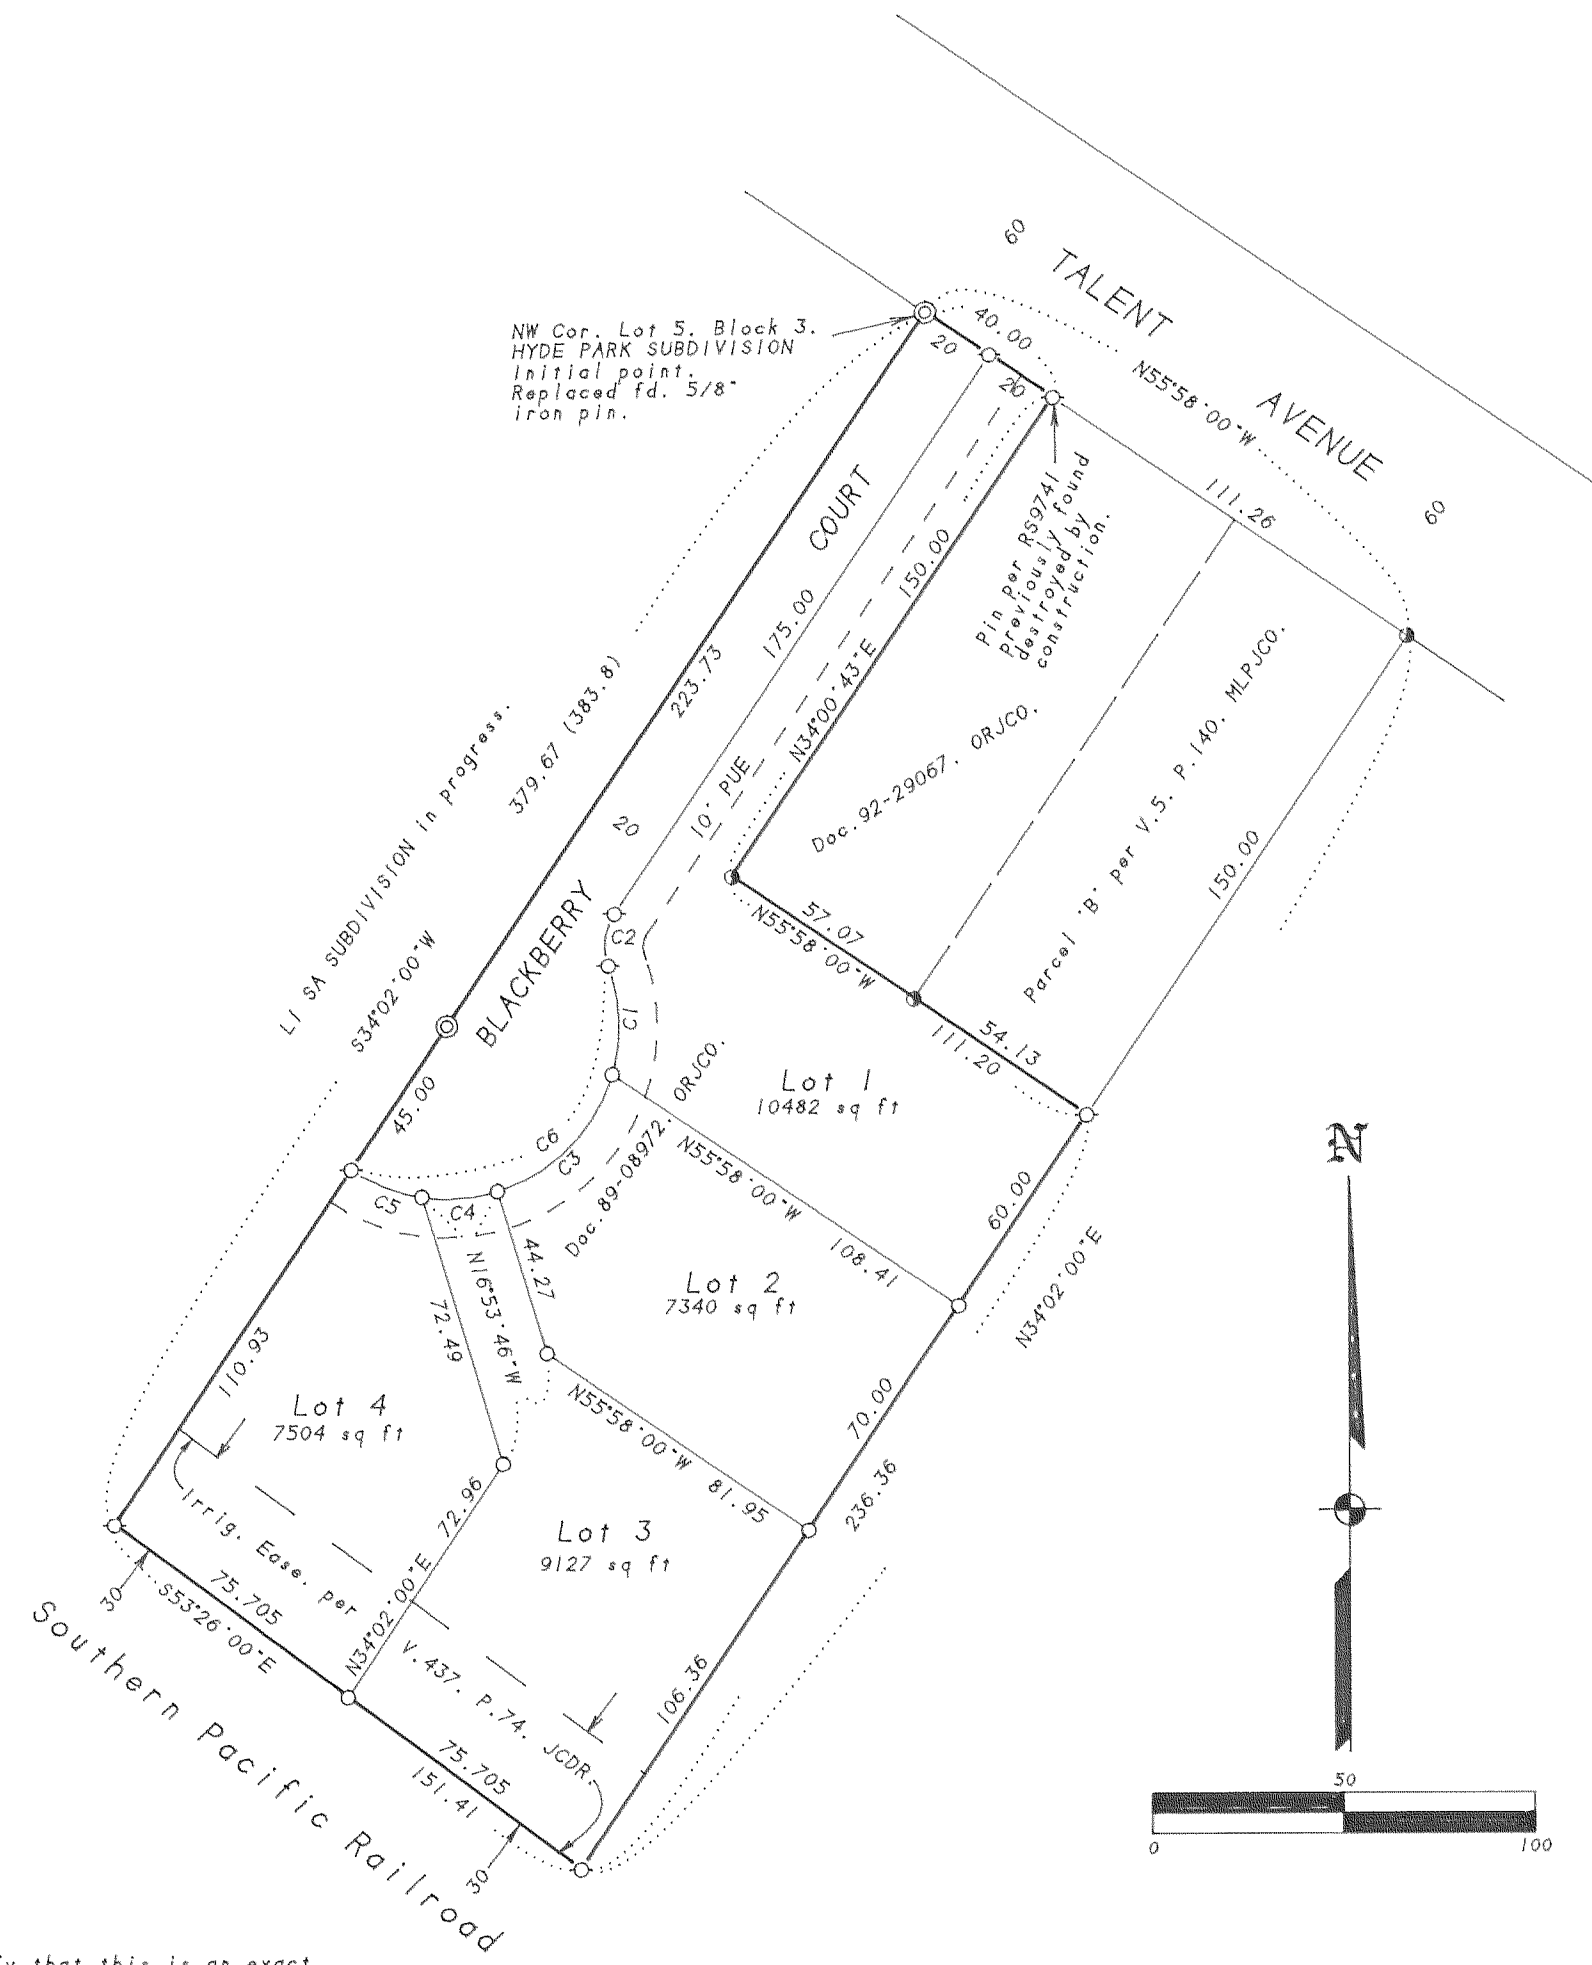 60
TALENT
AVENUE
60
N55°58'00"W
40.00
20
20
111.26
NW Cor. Lot 5, Block 3,
HYDE PARK SUBDIVISION
Initial point.
Replaced fd. 5/8"
iron pin.
Pin per RS9741
previously found
destroyed by
construction.
COURT
175.00
150.00
N34°00'43"E
223.73
379.67 (383.8)
20
10' PUE
Doc. 92-29067, ORJCO.
Parcel 'B' per V.5, P.140, MLPJCO.
150.00
LISA SUBDIVISION in progress.
S34°02'00"W
BLACKBERRY
C2
57.07
N55°58'00"W
C1
54.13
111.20
45.00
Lot 1
10482 sq ft
C6
C3
Doc. 89-08972, ORJCO.
N55°58'00"W
108.41
60.00
N34°02'00"E
C5
C4
44.27
N16°53'46"W
72.49
Lot 2
7340 sq ft
110.93
Lot 4
7504 sq ft
N55°58'00"W
81.95
70.00
236.36
72.96
N34°02'00"E
Lot 3
9127 sq ft
Irrig. Ease. per V.437, P.74, JCDR.
30
75.705
S53°26'00"E
106.36
75.705
151.41
30
Southern Pacific Railroad
N
50
0
100
that this is an exact